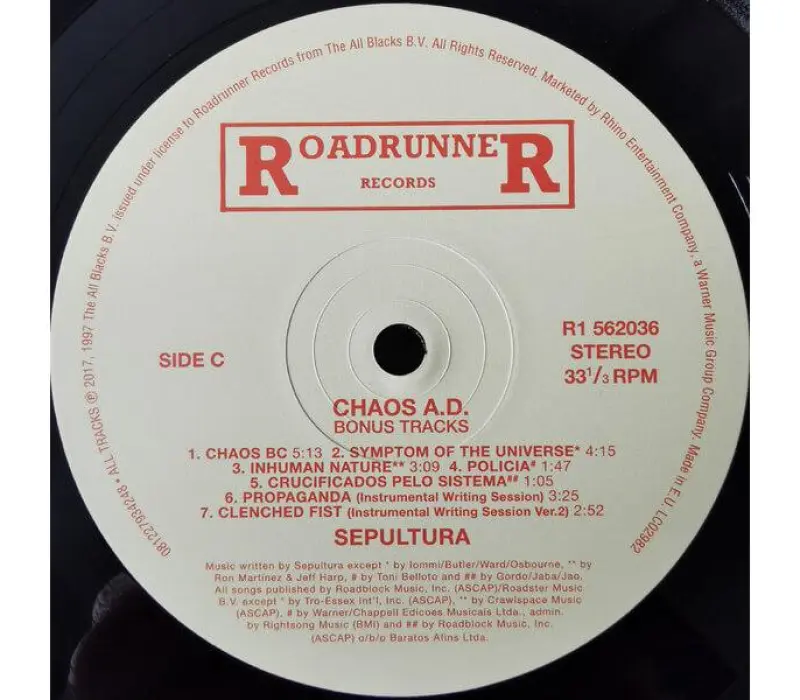 081227934248 • ALL TRACKS ℗ 2017, 1997 The All Blacks B.V. issued under license to Roadrunner Records from The All Blacks B.V. All Rights Reserved. Marketed by Rhino Entertainment Company, a Warner Music Group Company. Made in E.U. LC02982
ROADRUNNER
RECORDS
SIDE C
R1 562036
STEREO
33¹/₃ RPM
CHAOS A.D.
BONUS TRACKS
1. CHAOS BC 5:13 2. SYMPTOM OF THE UNIVERSE* 4:15
3. INHUMAN NATURE** 3:09 4. POLICIA# 1:47
5. CRUCIFICADOS PELO SISTEMA## 1:05
6. PROPAGANDA (Instrumental Writing Session) 3:25
7. CLENCHED FIST (Instrumental Writing Session Ver.2) 2:52
SEPULTURA
Music written by Sepultura except * by Iommi/Butler/Ward/Osbourne, ** by
Ron Martinez & Jeff Harp, # by Toni Belloto and ## by Gordo/Jaba/Jao.
All songs published by Roadblock Music, Inc. (ASCAP)/Roadster Music
B.V. except * by Tro-Essex Int'l, Inc. (ASCAP), ** by Crawlspace Music
(ASCAP), # by Warner/Chappell Edicoes Musicais Ltda., admin.
by Rightsong Music (BMI) and ## by Roadblock Music, Inc.
(ASCAP) o/b/o Baratos Afins Ltda.